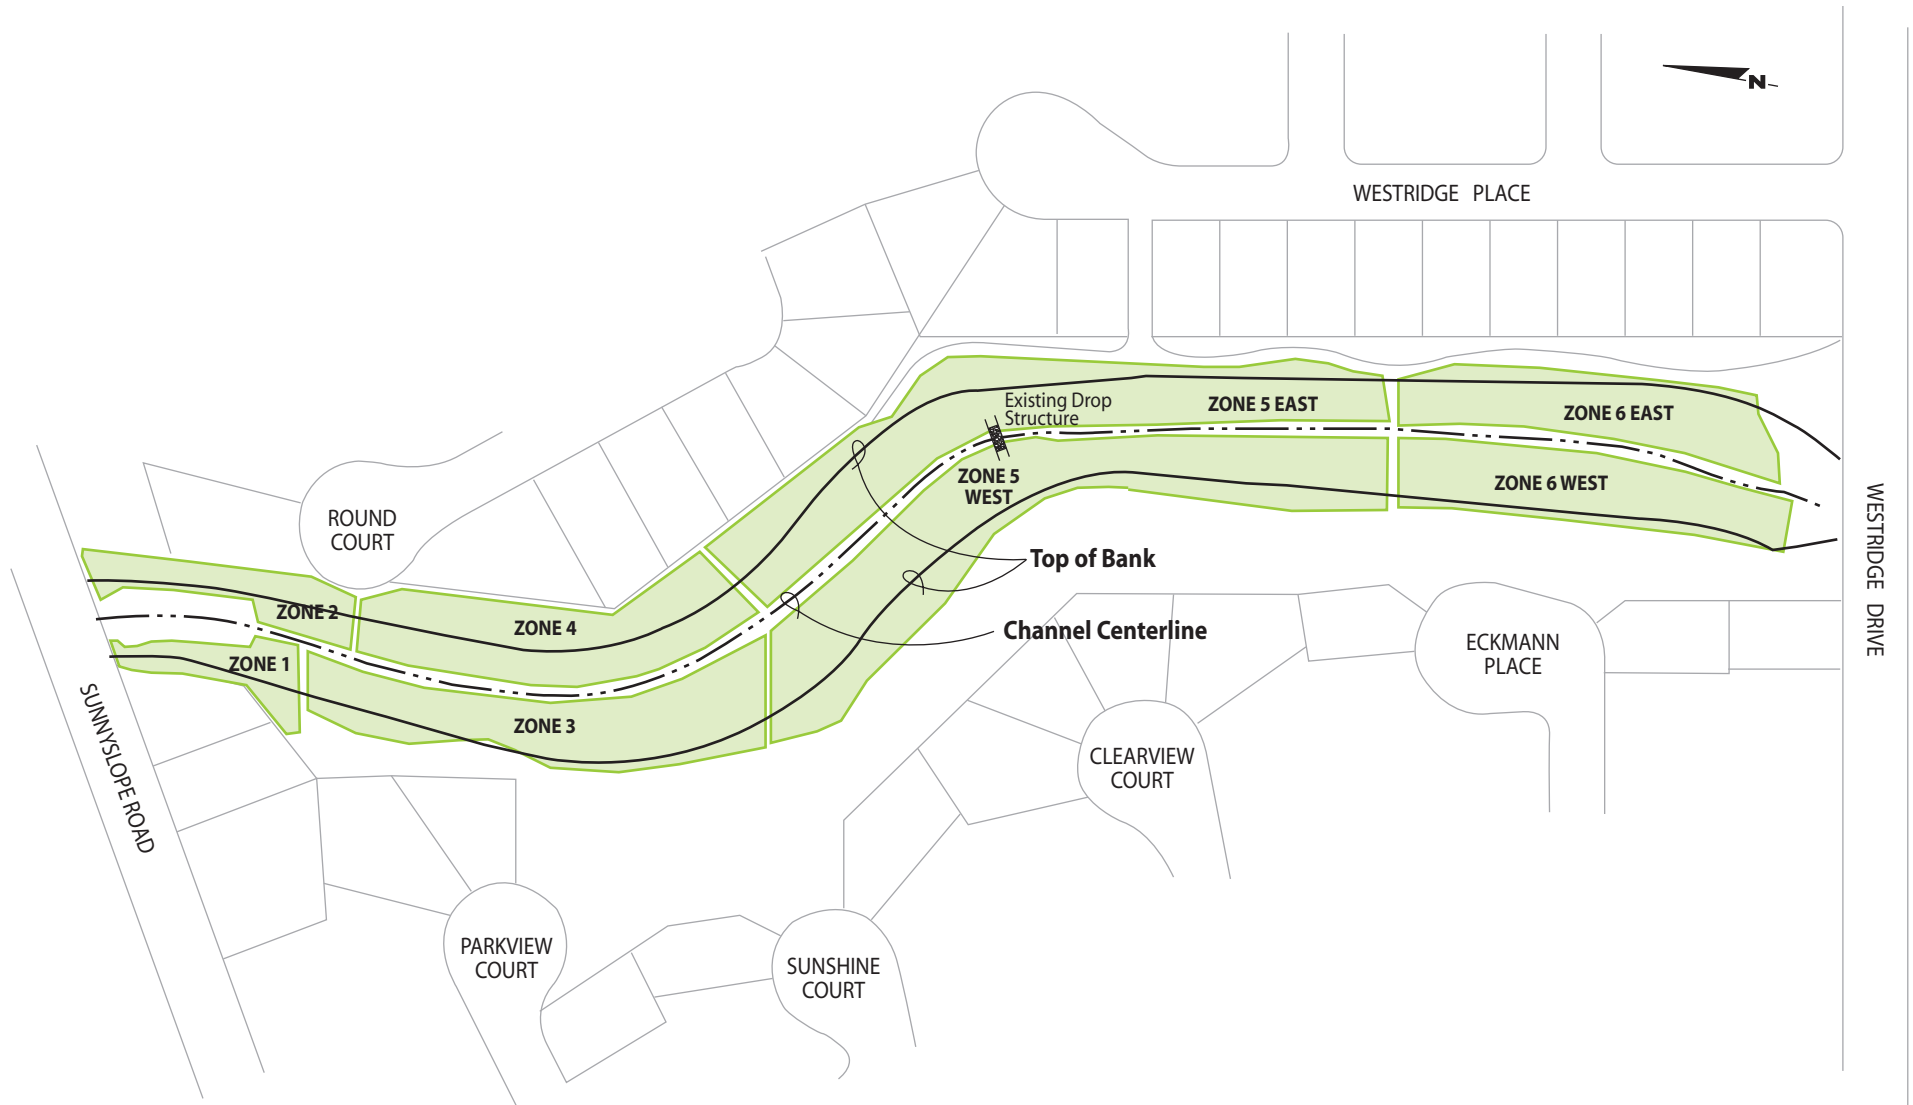 N
WESTRIDGE PLACE
Existing Drop
Structure
ZONE 5 EAST
ZONE 6 EAST
ZONE 5
WEST
ZONE 6 WEST
ROUND
COURT
Top of Bank
ZONE 2
ZONE 4
Channel Centerline
ZONE 1
ZONE 3
WESTRIDGE DRIVE
ECKMANN
PLACE
SUNNYSLOPE ROAD
CLEARVIEW
COURT
PARKVIEW
COURT
SUNSHINE
COURT